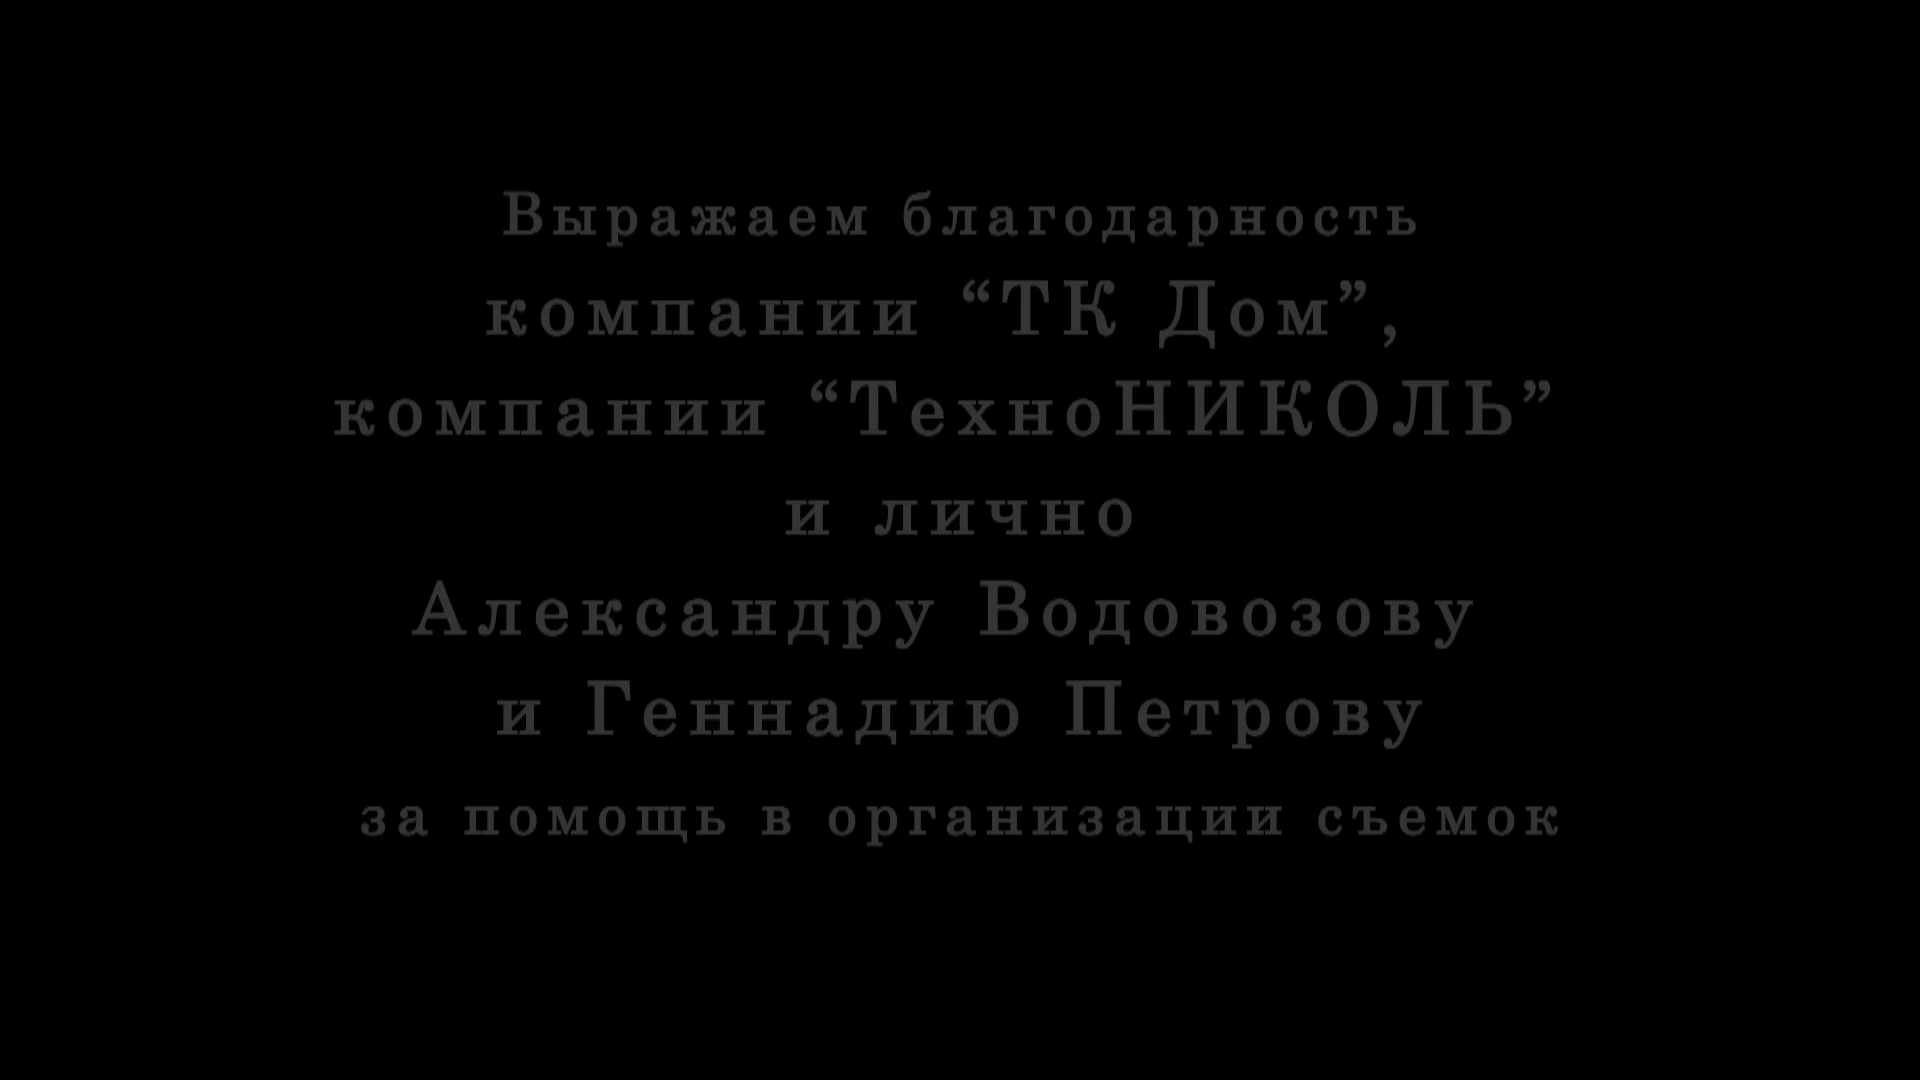 Выражаем благодарность
компании “ТК Дом”,
компании “ТехноНИКОЛЬ”
и лично
Александру Водовозову
и Геннадию Петрову
за помощь в организации съемок